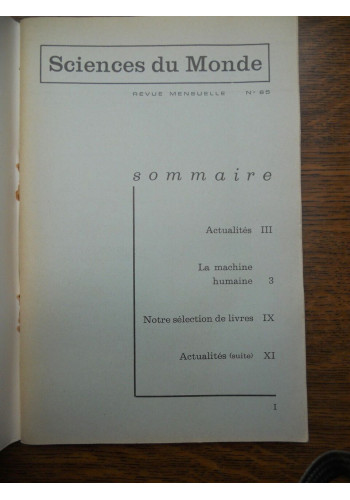 Sciences du Monde
REVUE MENSUELLE N° 65
sommaire
Actualités III
La machine
humaine 3
Notre sélection de livres IX
Actualités (suite) XI
I